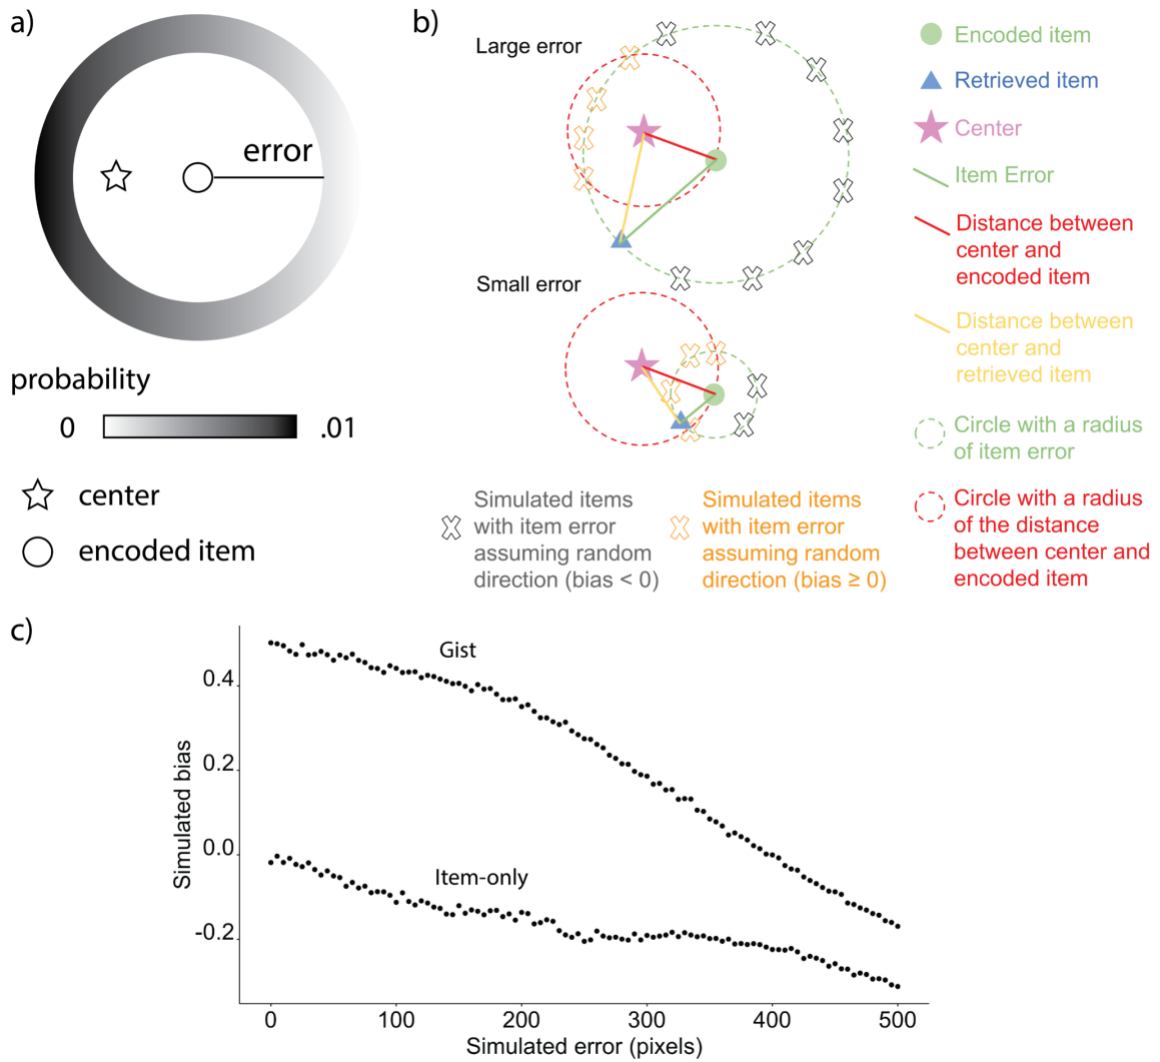 a)
error
probability
0
.01
center
encoded item
b)
Large error
Small error
Encoded item
Retrieved item
Center
Item Error
Distance between
center and
encoded item
Distance between
center and
retrieved item
Circle with a radius
of item error
Circle with a radius
of the distance
between center and
encoded item
Simulated items
with item error
assuming random
direction (bias < 0)
Simulated items
with item error
assuming random
direction (bias ≥ 0)
c)
Gist
Item-only
Simulated bias
0.4
0.2
0.0
-0.2
0
100
200
300
400
500
Simulated error (pixels)